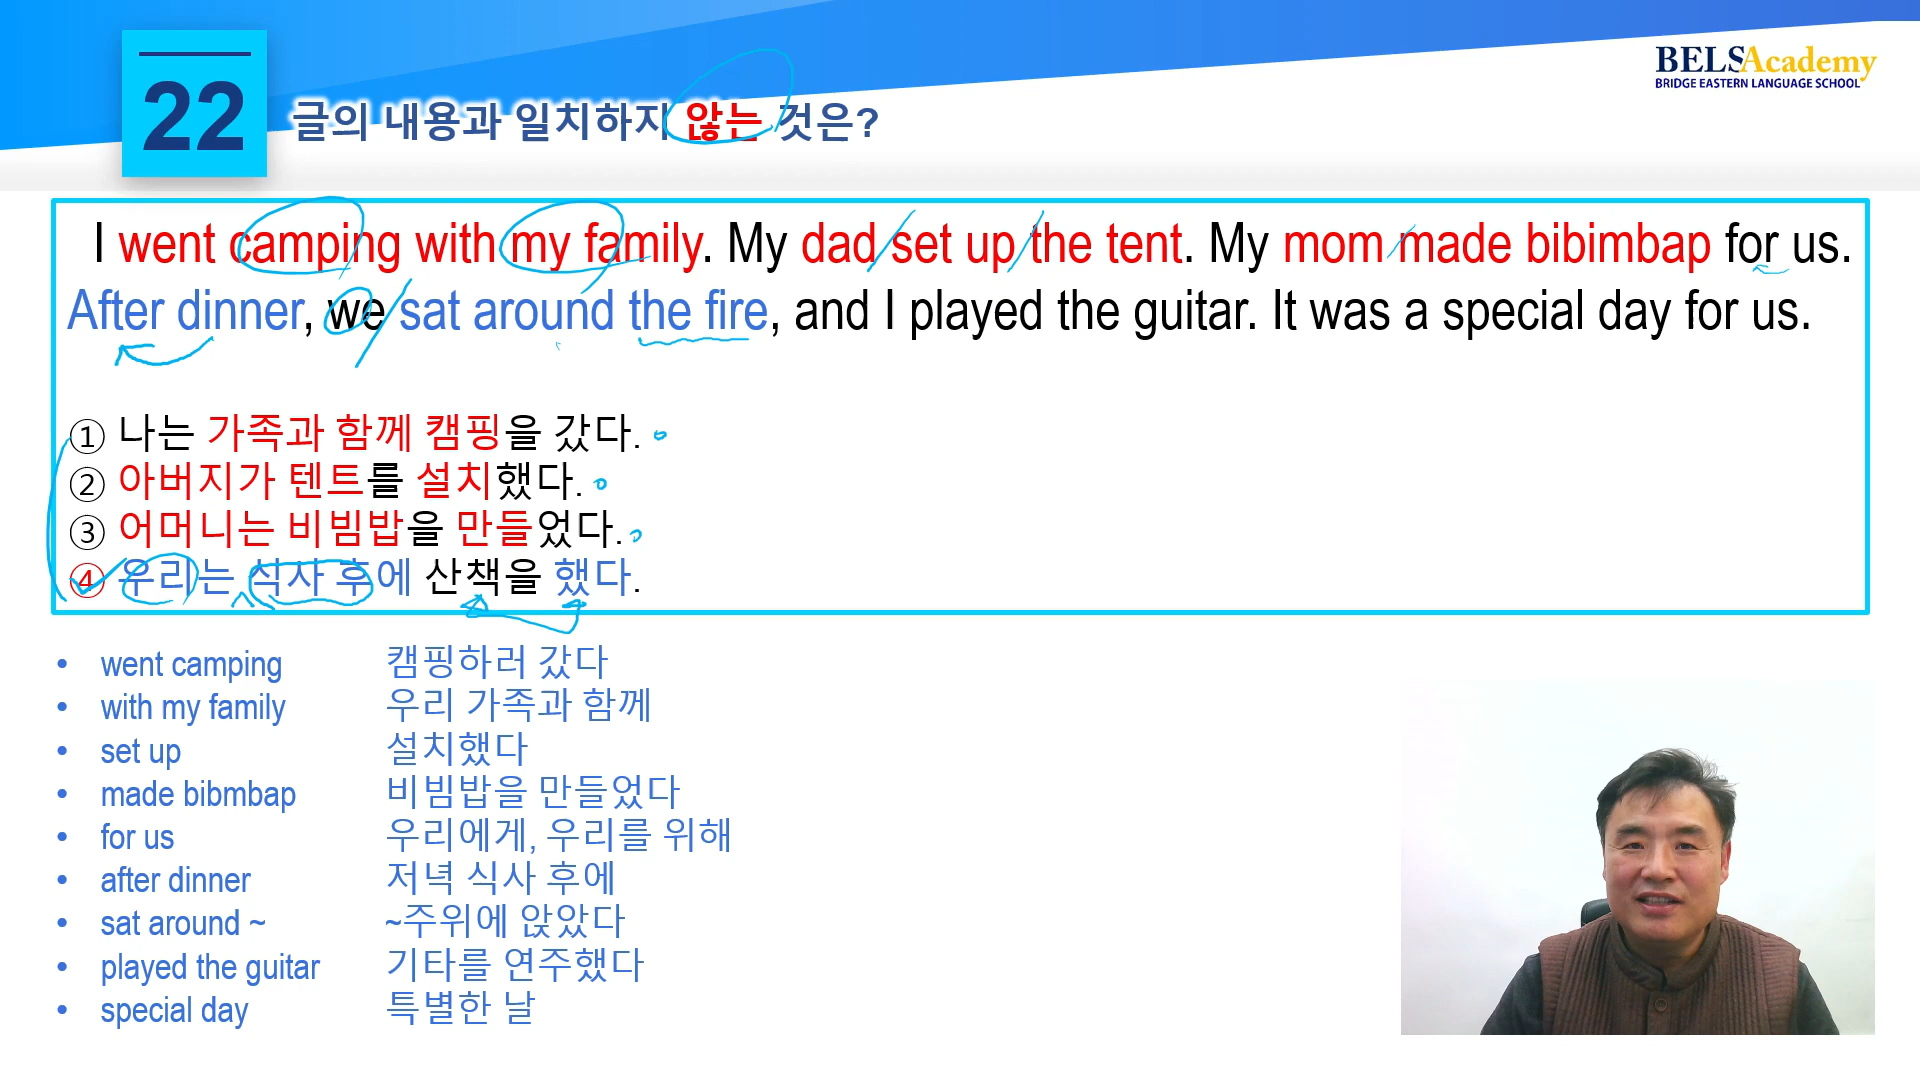 22
글의 내용과 일치하지 않는 것은?
BELSAcademy
BRIDGE EASTERN LANGUAGE SCHOOL
I went camping with my family. My dad set up the tent. My mom made bibimbap for us.
After dinner, we sat around the fire, and I played the guitar. It was a special day for us.
① 나는 가족과 함께 캠핑을 갔다.
② 아버지가 텐트를 설치했다.
③ 어머니는 비빔밥을 만들었다.
④ 우리는 식사 후에 산책을 했다.
• went camping 캠핑하러 갔다
• with my family 우리 가족과 함께
• set up 설치했다
• made bibmbap 비빔밥을 만들었다
• for us 우리에게, 우리를 위해
• after dinner 저녁 식사 후에
• sat around ~ ~주위에 앉았다
• played the guitar 기타를 연주했다
• special day 특별한 날